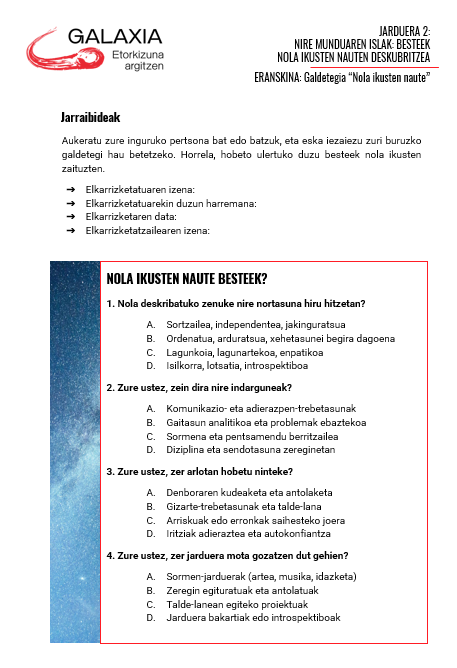 GALAXIA
Etorkizuna
argitzen
JARDUERA 2:
NIRE MUNDUAREN ISLAK: BESTEEK
NOLA IKUSTEN NAUTEN DESKUBRITZEA
ERANSKINA: Galdetegia “Nola ikusten naute”
Jarraibideak
Aukeratu zure inguruko pertsona bat edo batzuk, eta eska iezaiezu zuri buruzko
galdetegi hau betetzeko. Horrela, hobeto ulertuko duzu besteek nola ikusten
zaituzten.
➔ Elkarrizketatuaren izena:
➔ Elkarrizketatuarekin duzun harremana:
➔ Elkarrizketaren data:
➔ Elkarrizketatzailearen izena:
NOLA IKUSTEN NAUTE BESTEEK?
1. Nola deskribatuko zenuke nire nortasuna hiru hitzetan?
A. Sortzailea, independentea, jakinguratsua
B. Ordenatua, arduratsua, xehetasunei begira dagoena
C. Lagunkoia, lagunartekoa, enpatikoa
D. Isilkorra, lotsatia, introspektiboa
2. Zure ustez, zein dira nire indarguneak?
A. Komunikazio- eta adierazpen-trebetasunak
B. Gaitasun analitikoa eta problemak ebaztekoa
C. Sormena eta pentsamendu berritzailea
D. Diziplina eta sendotasuna zereginetan
3. Zure ustez, zer arlotan hobetu ninteke?
A. Denboraren kudeaketa eta antolaketa
B. Gizarte-trebetasunak eta talde-lana
C. Arriskuak edo erronkak saihesteko joera
D. Iritziak adieraztea eta autokonfiantza
4. Zure ustez, zer jarduera mota gozatzen dut gehien?
A. Sormen-jarduerak (artea, musika, idazketa)
B. Zeregin egituratuak eta antolatuak
C. Talde-lanean egiteko proiektuak
D. Jarduera bakartiak edo introspektiboak